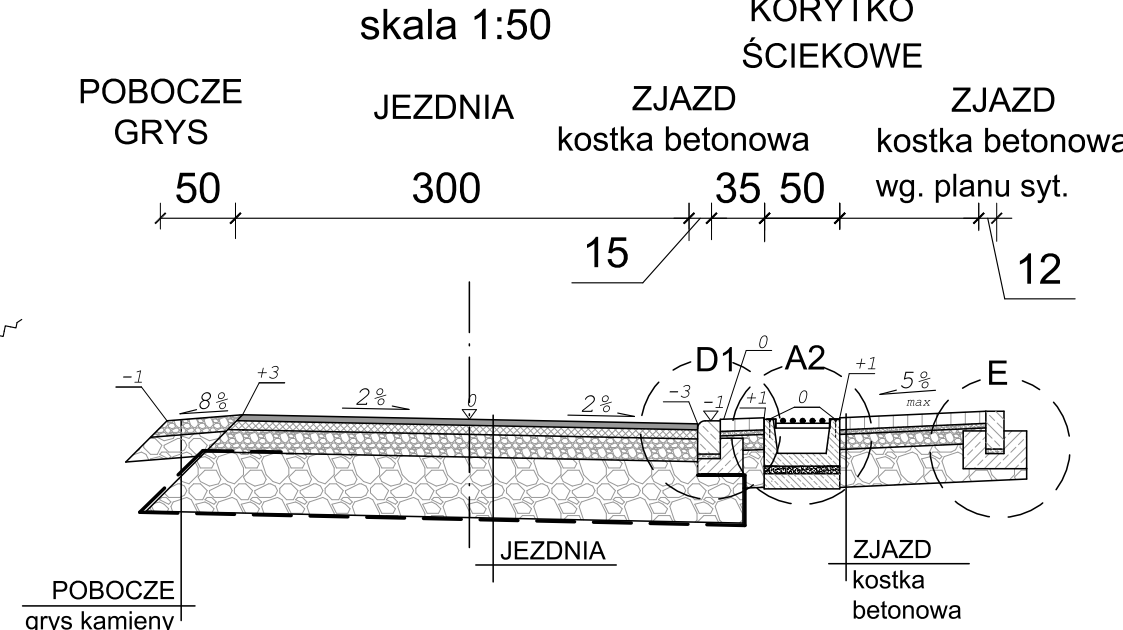 skala 1:50
KORYTKO
ŚCIEKOWE
POBOCZE
GRYS
JEZDNIA
ZJAZD
kostka betonowa
ZJAZD
kostka betonowa
wg. planu syt.
50
300
35
50
15
12
D1
A2
E
-1
8%
+3
2%
0
2%
-3
-1
0
+1
0
+1
5%
max
JEZDNIA
ZJAZD
kostka
betonowa
POBOCZE
grys kamieny